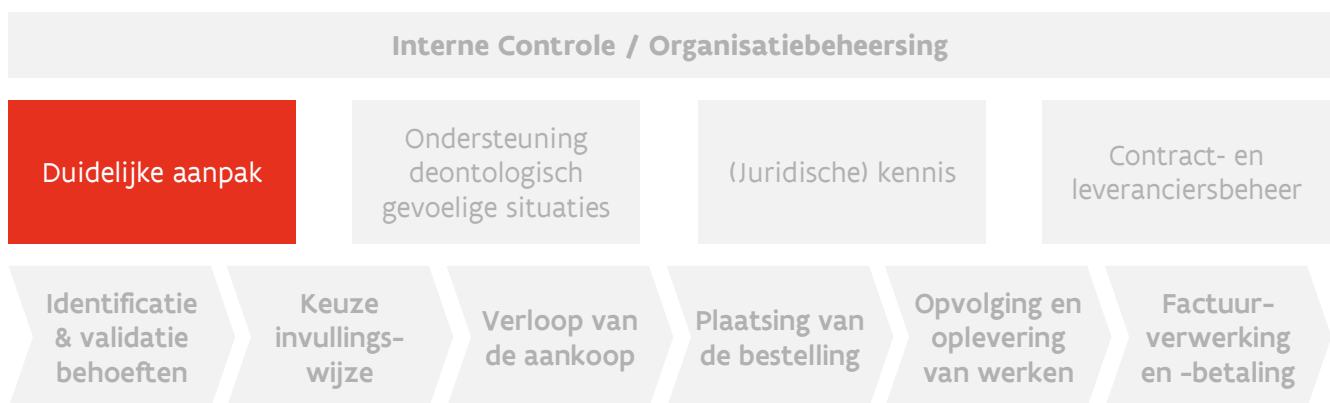 Interne Controle / Organisatiebeheersing
Duidelijke aanpak
Ondersteuning
deontologisch
gevoelige situaties
(Juridische) kennis
Contract- en
leveranciersbeheer
Identificatie
& validatie
behoeften
Keuze
invullings-
wijze
Verloop van
de aankoop
Plaatsing van
de bestelling
Opvolging en
oplevering
van werken
Factuur-
verwerking
en -betaling